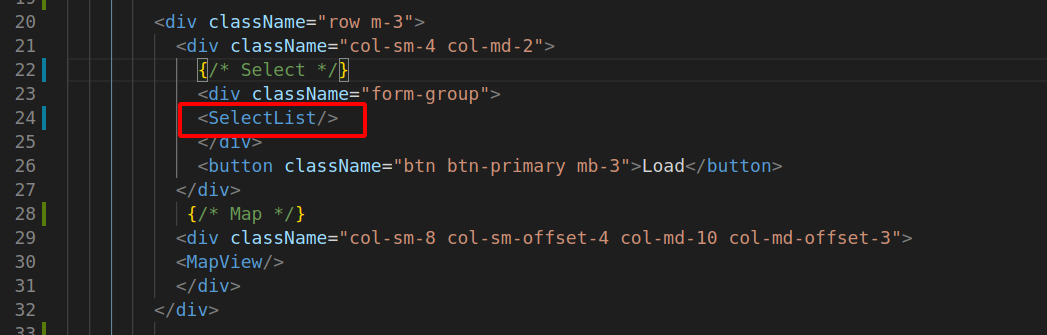 19
20 <div className="row m-3">
21 <div className="col-sm-4 col-md-2">
22 {/* Select */}
23 <div className="form-group">
24 <SelectList/>
25 </div>
26 <button className="btn btn-primary mb-3">Load</button>
27 </div>
28 {/* Map */}
29 <div className="col-sm-8 col-sm-offset-4 col-md-10 col-md-offset-3">
30 <MapView/>
31 </div>
32 </div>
33